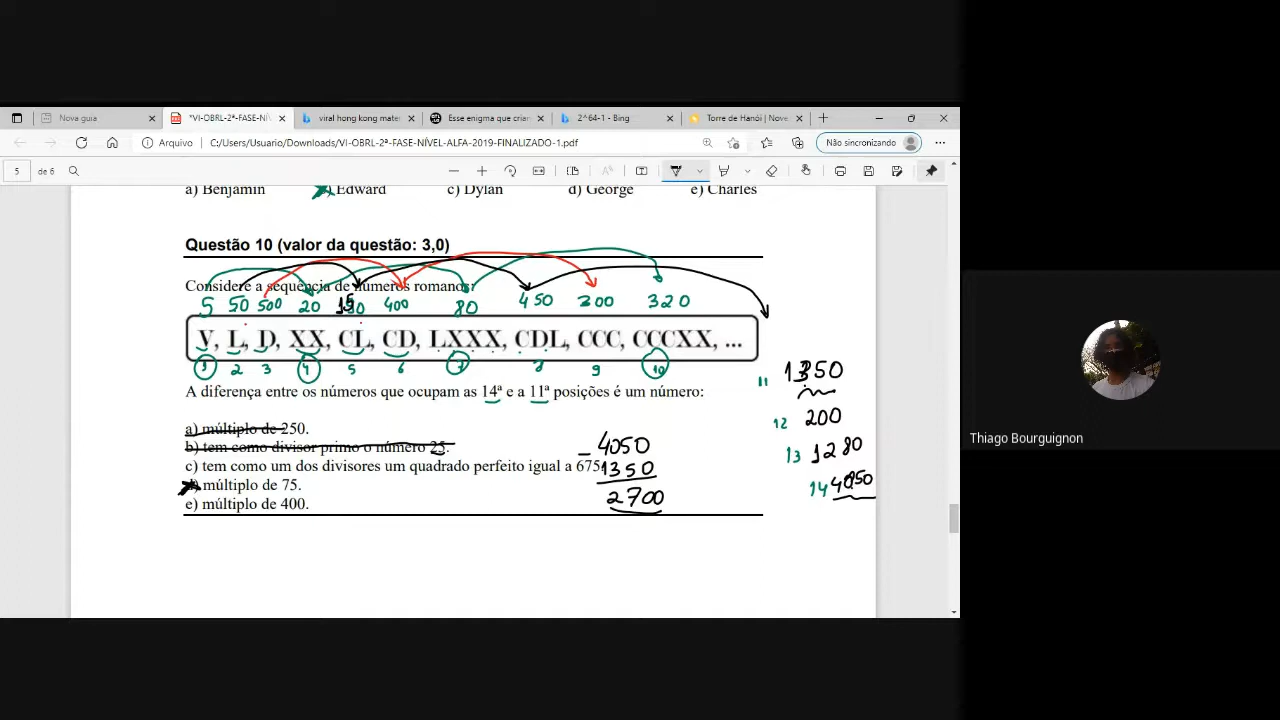 Nova guia
*VI-OBRL-2ª-FASE-NÍ
viral hong kong mate
Esse enigma que criar
2^64-1 - Bing
Torre de Hanói | Nove
Arquivo C:/Users/Usuario/Downloads/VI-OBRL-2ª-FASE-NÍVEL-ALFA-2019-FINALIZADO-1.pdf
Não sincronizando
5 de 6
a) Benjamin Edward c) Dylan d) George e) Charles
Questão 10 (valor da questão: 3,0)
Considere a sequência de números romanos:
5 50 500 20 150 400 80 450 300 320
V, L, D, XX, CL, CD, LXXX, CDL, CCC, CCCXX, ...
1 2 3 4 5 6 7 8 9 10
A diferença entre os números que ocupam as 14ª e a 11ª posições é um número:
a) múltiplo de 250.
b) tem como divisor primo o número 25.
c) tem como um dos divisores um quadrado perfeito igual a 675.
múltiplo de 75.
e) múltiplo de 400.
- 4050
1350
2700
11 1350
12 200
13 1280
14 4050
Thiago Bourguignon